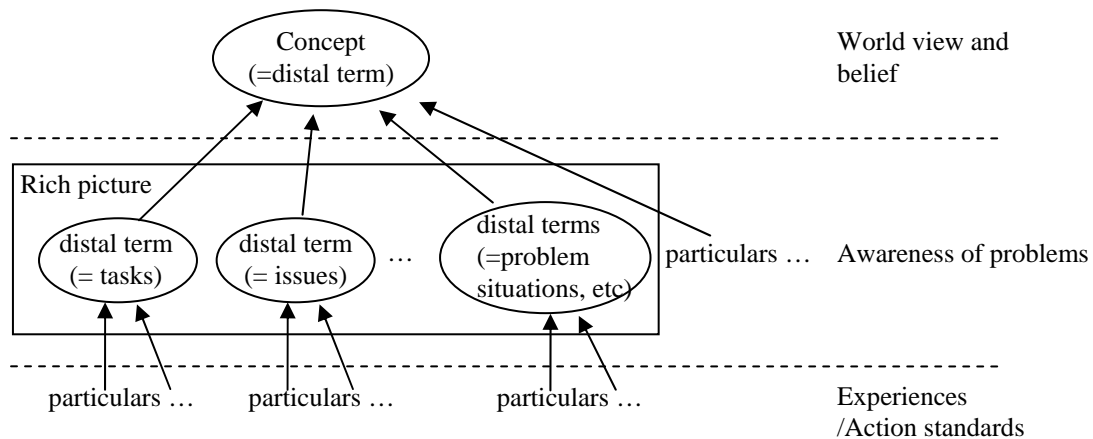 Concept
(=distal term)
World view and
belief
Rich picture
distal term
(= tasks)
distal term
(= issues)
…
distal terms
(=problem
situations, etc)
particulars …
Awareness of problems
particulars …
particulars …
particulars …
Experiences
/Action standards